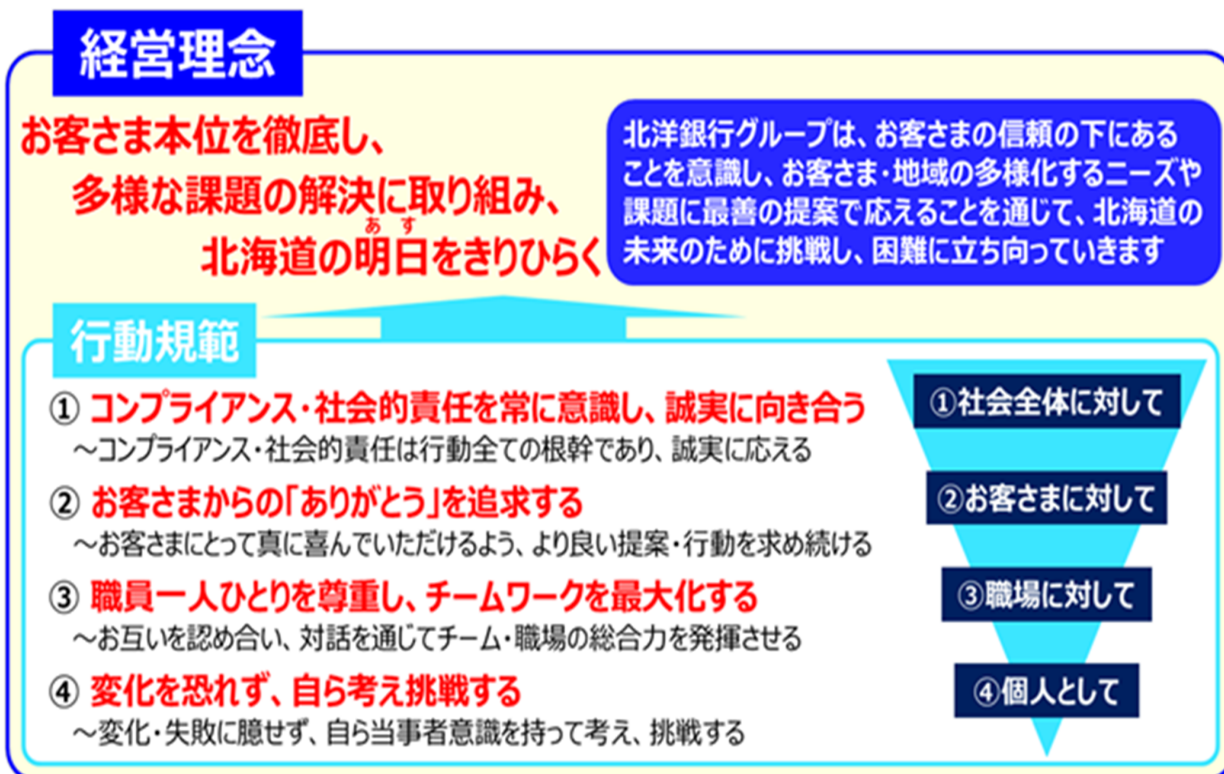 経営理念
お客さま本位を徹底し、
多様な課題の解決に取り組み、
あす
北海道の明日をきりひらく
北洋銀行グループは、お客さまの信頼の下にある
ことを意識し、お客さま・地域の多様化するニーズや
課題に最善の提案で応えることを通じて、北海道の
未来のために挑戦し、困難に立ち向っていきます
行動規範
① コンプライアンス・社会的責任を常に意識し、誠実に向き合う
～コンプライアンス・社会的責任は行動全ての根幹であり、誠実に応える
② お客さまからの「ありがとう」を追求する
～お客さまにとって真に喜んでいただけるよう、より良い提案・行動を求め続ける
③ 職員一人ひとりを尊重し、チームワークを最大化する
～お互いを認め合い、対話を通じてチーム・職場の総合力を発揮させる
④ 変化を恐れず、自ら考え挑戦する
～変化・失敗に臆せず、自ら当事者意識を持って考え、挑戦する
①社会全体に対して
②お客さまに対して
③職場に対して
④個人として